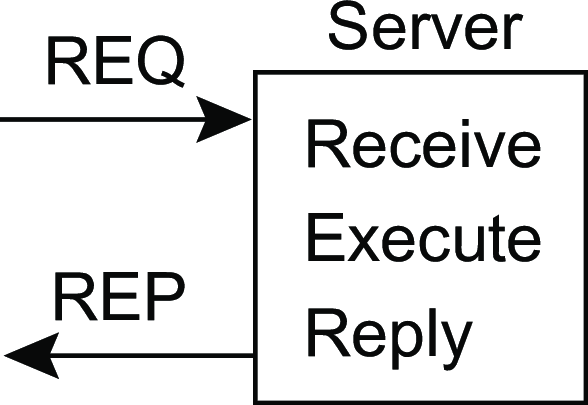 Server
REQ
Receive
Execute
REP
Reply